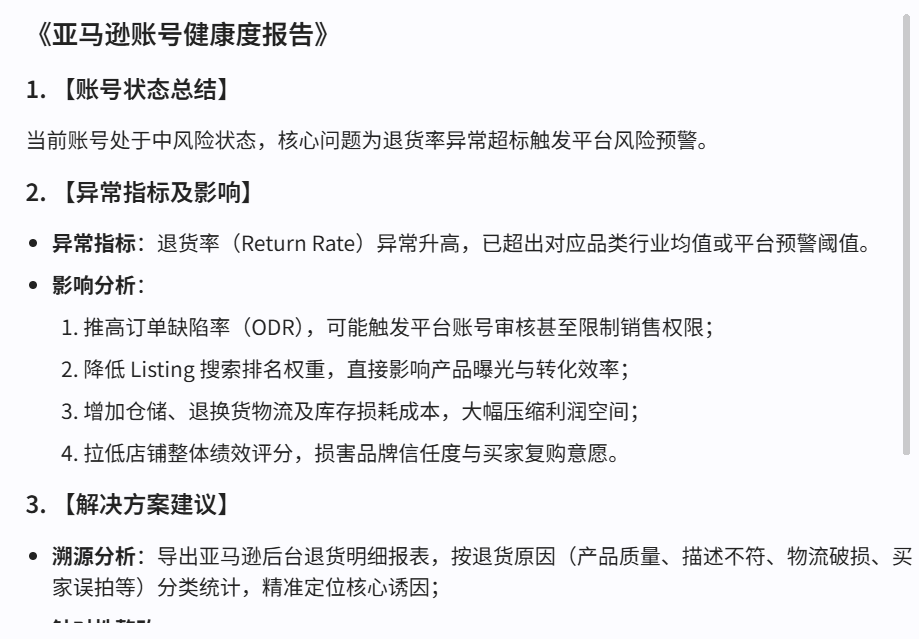 《亚马逊账号健康度报告》
1. 【账号状态总结】
当前账号处于中风险状态，核心问题为退货率异常超标触发平台风险预警。
2. 【异常指标及影响】
• 异常指标：退货率（Return Rate）异常升高，已超出对应品类行业均值或平台预警阈值。
• 影响分析：
1. 推高订单缺陷率（ODR），可能触发平台账号审核甚至限制销售权限；
2. 降低 Listing 搜索排名权重，直接影响产品曝光与转化效率；
3. 增加仓储、退换货物流及库存损耗成本，大幅压缩利润空间；
4. 拉低店铺整体绩效评分，损害品牌信任度与买家复购意愿。
3. 【解决方案建议】
• 溯源分析：导出亚马逊后台退货明细报表，按退货原因（产品质量、描述不符、物流破损、买
家误拍等）分类统计，精准定位核心诱因；